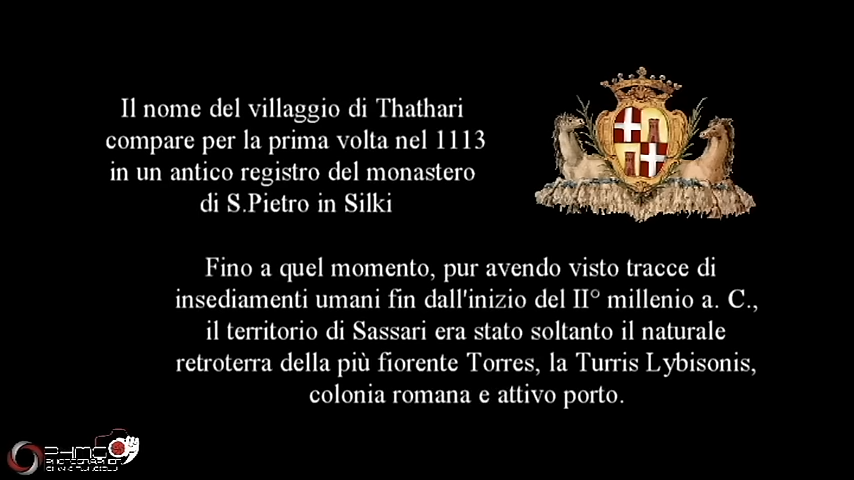 Il nome del villaggio di Thathari
compare per la prima volta nel 1113
in un antico registro del monastero
di S.Pietro in Silki
Fino a quel momento, pur avendo visto tracce di
insediamenti umani fin dall'inizio del II° millenio a. C.,
il territorio di Sassari era stato soltanto il naturale
retroterra della più fiorente Torres, la Turris Lybisonis,
colonia romana e attivo porto.